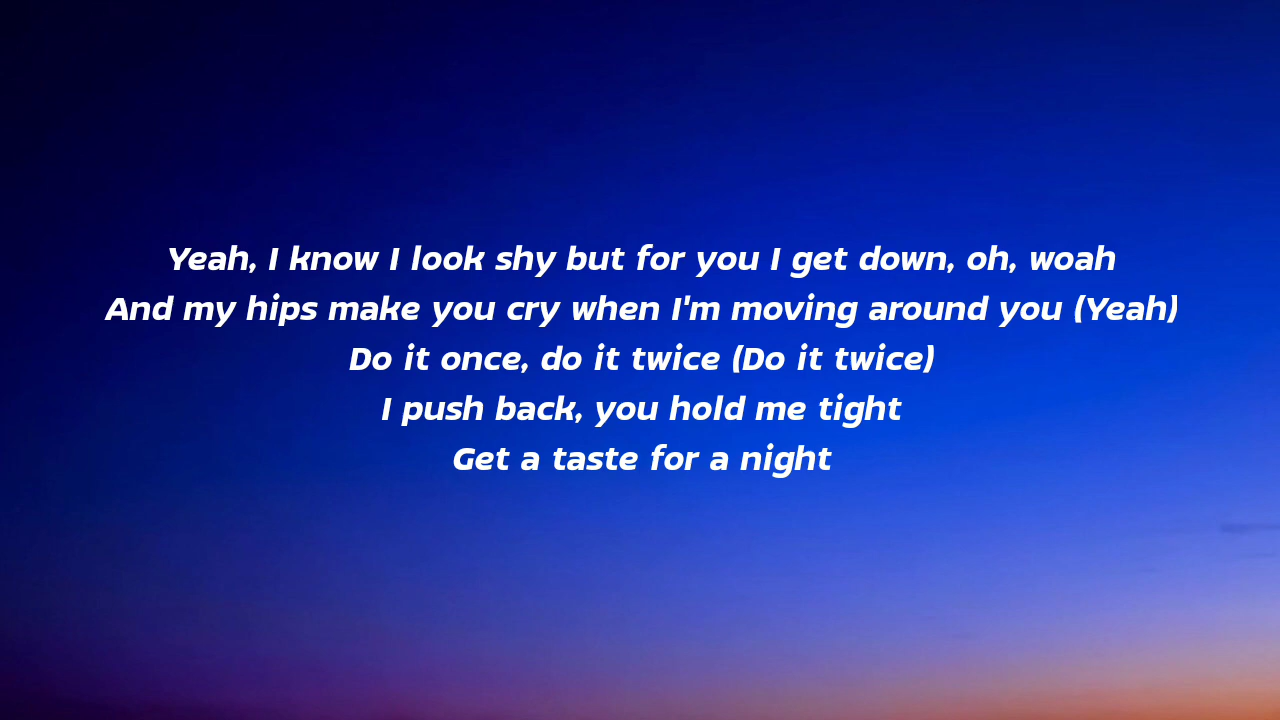 Yeah, I know I look shy but for you I get down, oh, woah
And my hips make you cry when I'm moving around you (Yeah)
Do it once, do it twice (Do it twice)
I push back, you hold me tight
Get a taste for a night